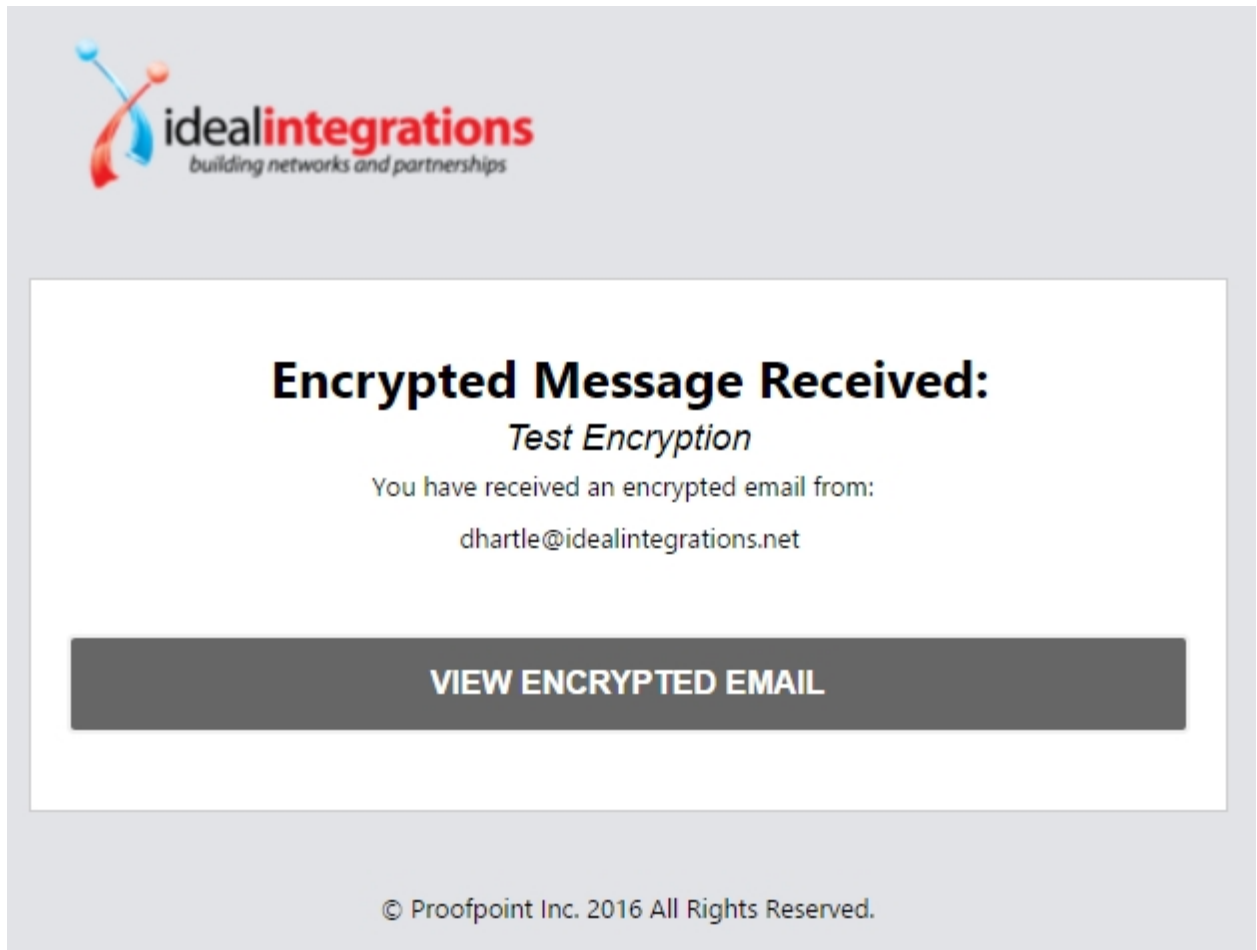 idealintegrations
building networks and partnerships
Encrypted Message Received:
Test Encryption
You have received an encrypted email from:
dhartle@idealintegrations.net
VIEW ENCRYPTED EMAIL
© Proofpoint Inc. 2016 All Rights Reserved.